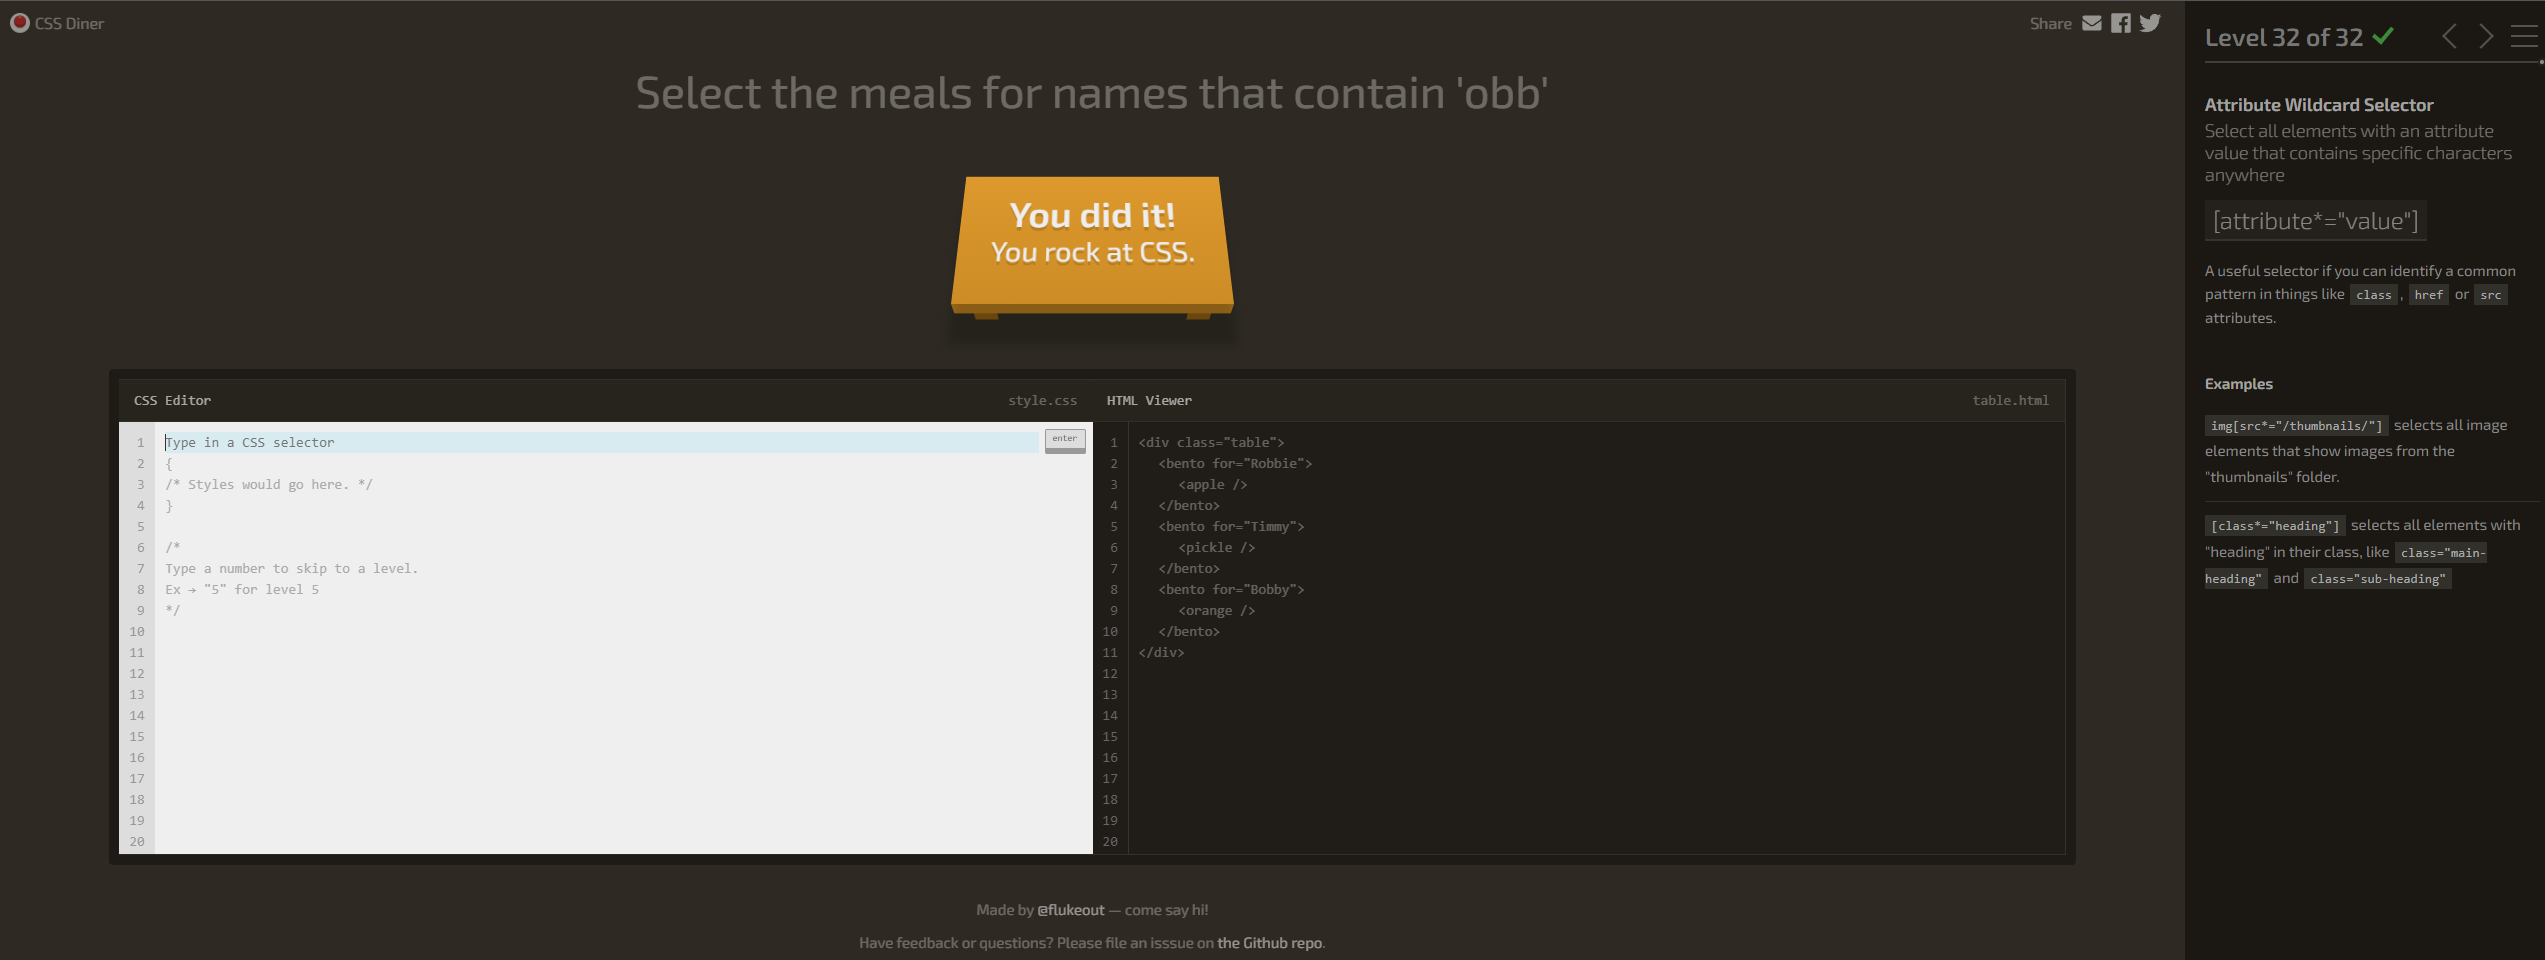 CSS Diner
Share
Select the meals for names that contain 'obb'
You did it!
You rock at CSS.
CSS Editor
style.css
1 Type in a CSS selector
enter
2 {
3 /* Styles would go here. */
4 }
5
6 /*
7 Type a number to skip to a level.
8 Ex → "5" for level 5
9 */
10
11
12
13
14
15
16
17
18
19
20
HTML Viewer
table.html
1 <div class="table">
2 <bento for="Robbie">
3 <apple />
4 </bento>
5 <bento for="Timmy">
6 <pickle />
7 </bento>
8 <bento for="Bobby">
9 <orange />
10 </bento>
11 </div>
12
13
14
15
16
17
18
19
20
Made by @flukeout — come say hi!
Have feedback or questions? Please file an isssue on the Github repo.
Level 32 of 32
Attribute Wildcard Selector
Select all elements with an attribute
value that contains specific characters
anywhere
[attribute*="value"]
A useful selector if you can identify a common
pattern in things like class, href or src
attributes.
Examples
img[src*="/thumbnails/"] selects all image
elements that show images from the
"thumbnails" folder.
[class*="heading"] selects all elements with
"heading" in their class, like class="main-
heading" and class="sub-heading"